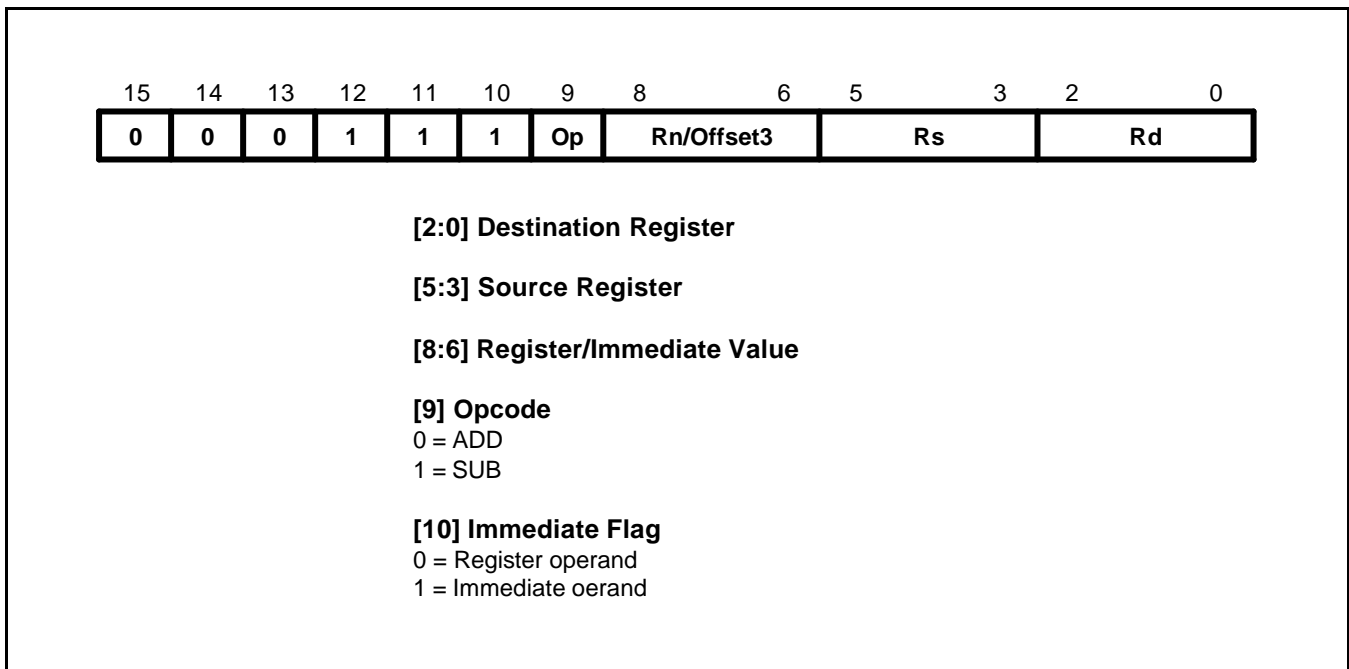 15 14 13 12 11 10 9 8 6 5 3 2 0
0 0 0 1 1 1 Op Rn/Offset3 Rs Rd
[2:0] Destination Register
[5:3] Source Register
[8:6] Register/Immediate Value
[9] Opcode
0 = ADD
1 = SUB
[10] Immediate Flag
0 = Register operand
1 = Immediate oerand